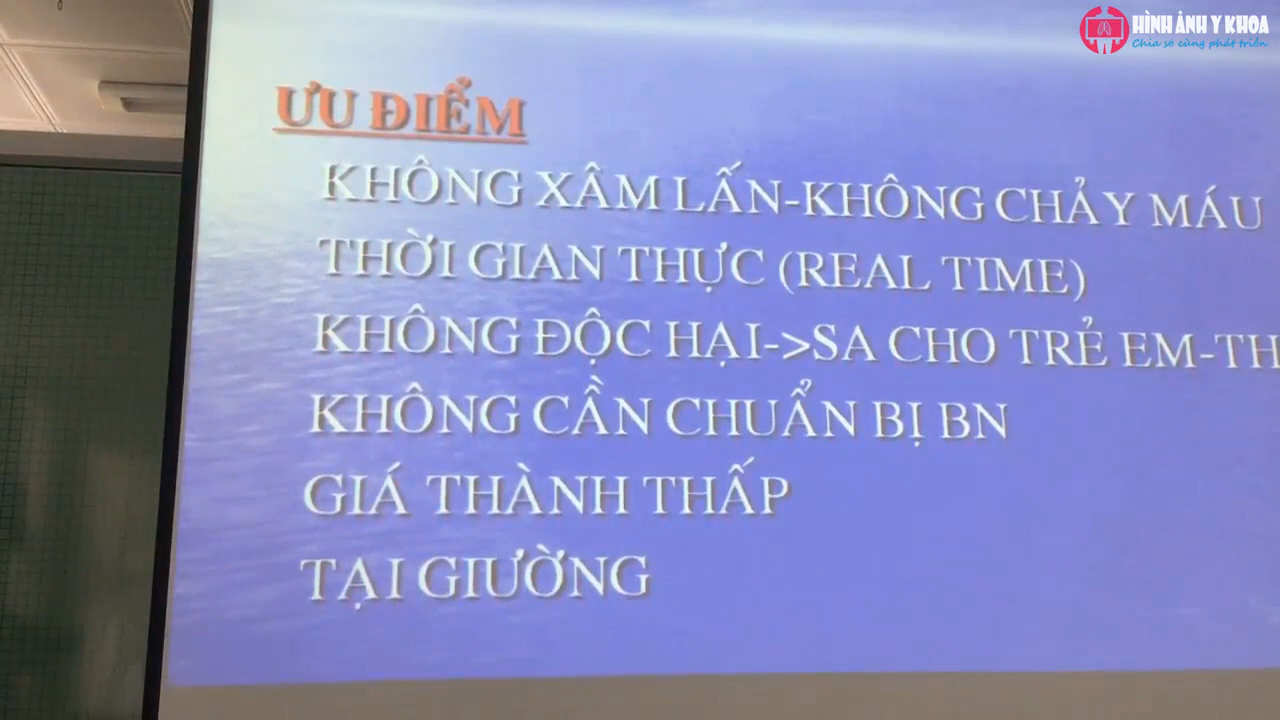 HÌNH ẢNH Y KHOA
Chia sẻ cùng phát triển
ƯU ĐIỂM
KHÔNG XÂM LẤN-KHÔNG CHẢY MÁU
THỜI GIAN THỰC (REAL TIME)
KHÔNG ĐỘC HẠI->SA CHO TRẺ EM-TH
KHÔNG CẦN CHUẨN BỊ BN
GIÁ THÀNH THẤP
TẠI GIƯỜNG